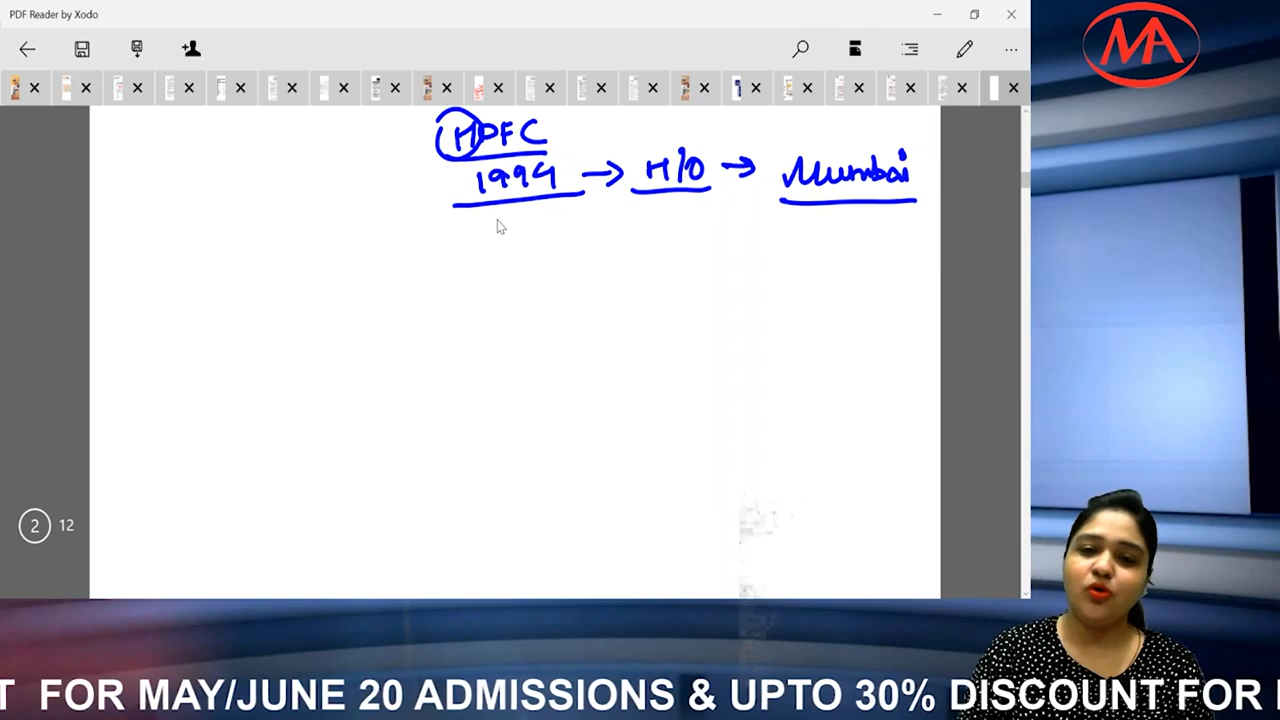 PDF Reader by Xodo
MA
HDFC
1994 → H/O → Mumbai
2 12
T FOR MAY/JUNE 20 ADMISSIONS & UPTO 30% DISCOUNT FOR